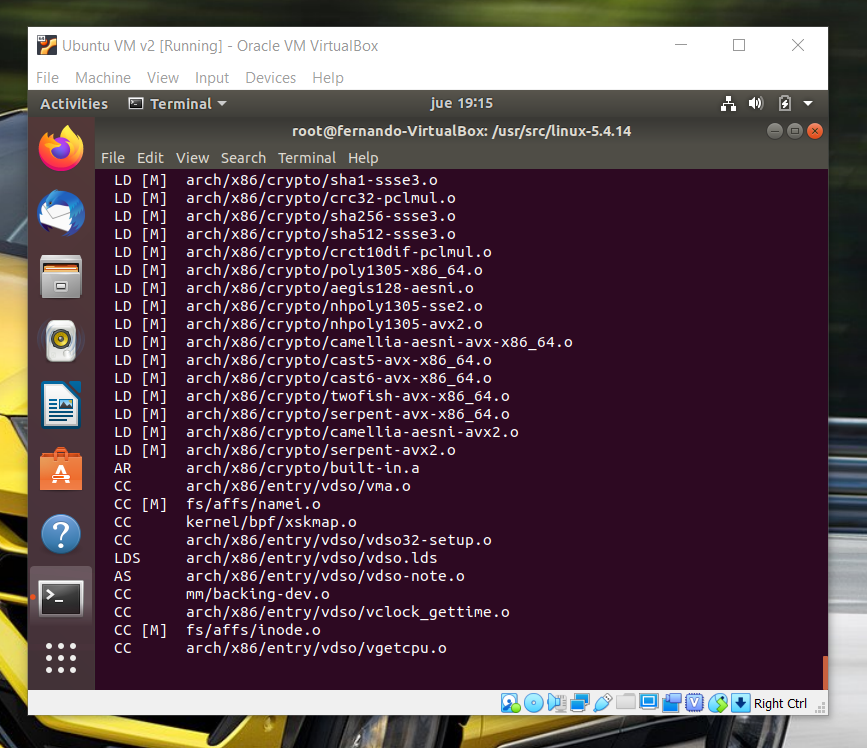 Ubuntu VM v2 [Running] - Oracle VM VirtualBox
File Machine View Input Devices Help
Activities Terminal jue 19:15
root@fernando-VirtualBox: /usr/src/linux-5.4.14
File Edit View Search Terminal Help
LD [M] arch/x86/crypto/sha1-ssse3.o
LD [M] arch/x86/crypto/crc32-pclmul.o
LD [M] arch/x86/crypto/sha256-ssse3.o
LD [M] arch/x86/crypto/sha512-ssse3.o
LD [M] arch/x86/crypto/crct10dif-pclmul.o
LD [M] arch/x86/crypto/poly1305-x86_64.o
LD [M] arch/x86/crypto/aegis128-aesni.o
LD [M] arch/x86/crypto/nhpoly1305-sse2.o
LD [M] arch/x86/crypto/nhpoly1305-avx2.o
LD [M] arch/x86/crypto/camellia-aesni-avx-x86_64.o
LD [M] arch/x86/crypto/cast5-avx-x86_64.o
LD [M] arch/x86/crypto/cast6-avx-x86_64.o
LD [M] arch/x86/crypto/twofish-avx-x86_64.o
LD [M] arch/x86/crypto/serpent-avx-x86_64.o
LD [M] arch/x86/crypto/camellia-aesni-avx2.o
LD [M] arch/x86/crypto/serpent-avx2.o
AR arch/x86/crypto/built-in.a
CC arch/x86/entry/vdso/vma.o
CC [M] fs/affs/namei.o
CC kernel/bpf/xskmap.o
CC arch/x86/entry/vdso/vdso32-setup.o
LDS arch/x86/entry/vdso/vdso.lds
AS arch/x86/entry/vdso/vdso-note.o
CC mm/backing-dev.o
CC arch/x86/entry/vdso/vclock_gettime.o
CC [M] fs/affs/inode.o
CC arch/x86/entry/vdso/vgetcpu.o
Right Ctrl